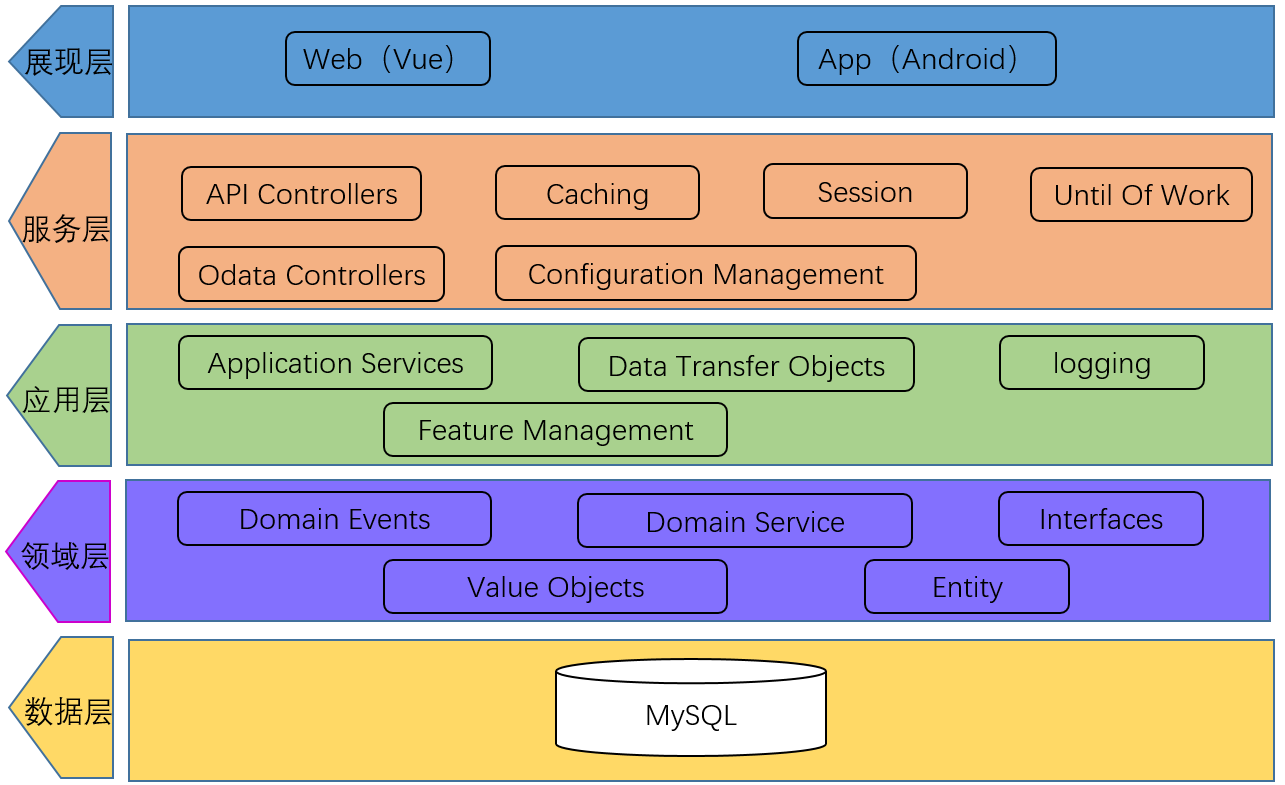 展现层
Web（Vue）
App（Android）
服务层
API Controllers
Caching
Session
Until Of Work
Odata Controllers
Configuration Management
应用层
Application Services
Data Transfer Objects
logging
Feature Management
领域层
Domain Events
Domain Service
Interfaces
Value Objects
Entity
数据层
MySQL